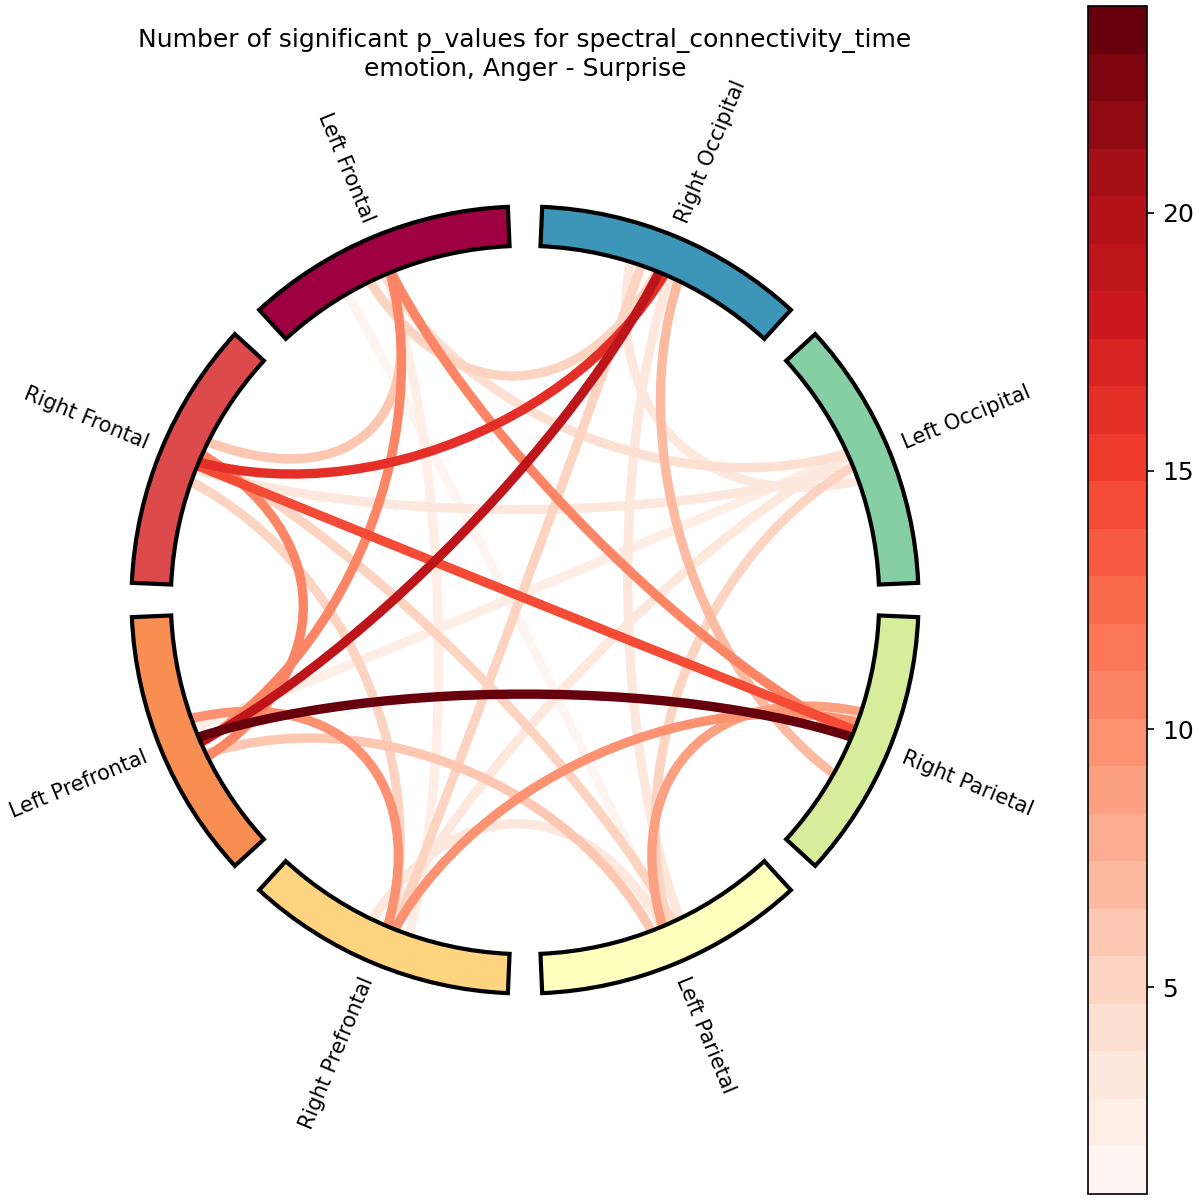 Number of significant p_values for spectral_connectivity_time
emotion, Anger - Surprise
Left Frontal
Right Occipital
Right Frontal
Left Occipital
Left Prefrontal
Right Parietal
Right Prefrontal
Left Parietal
20
15
10
5